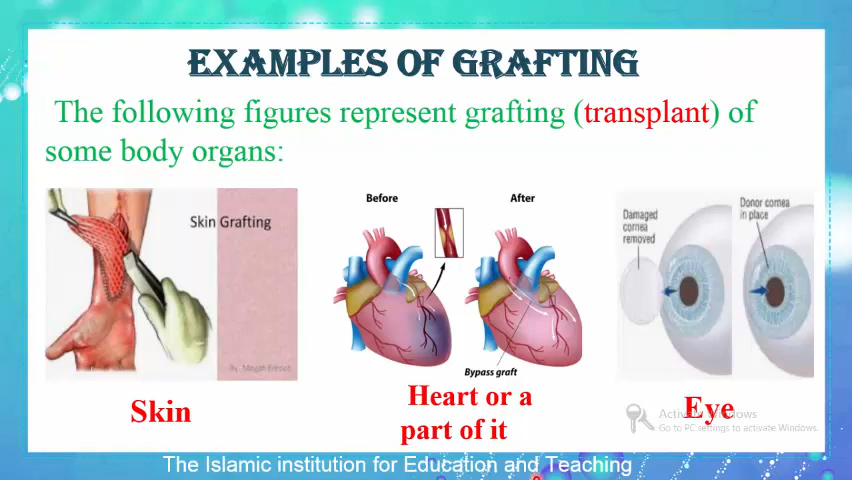 EXAMPLES OF GRAFTING
The following figures represent grafting (transplant) of
some body organs:
Skin Grafting
Before
After
Bypass graft
Damaged
cornea
removed
Donor cornea
in place
Skin
Heart or a
part of it
Eye
Activate Windows
Go to PC settings to activate Windows.
The Islamic institution for Education and Teaching